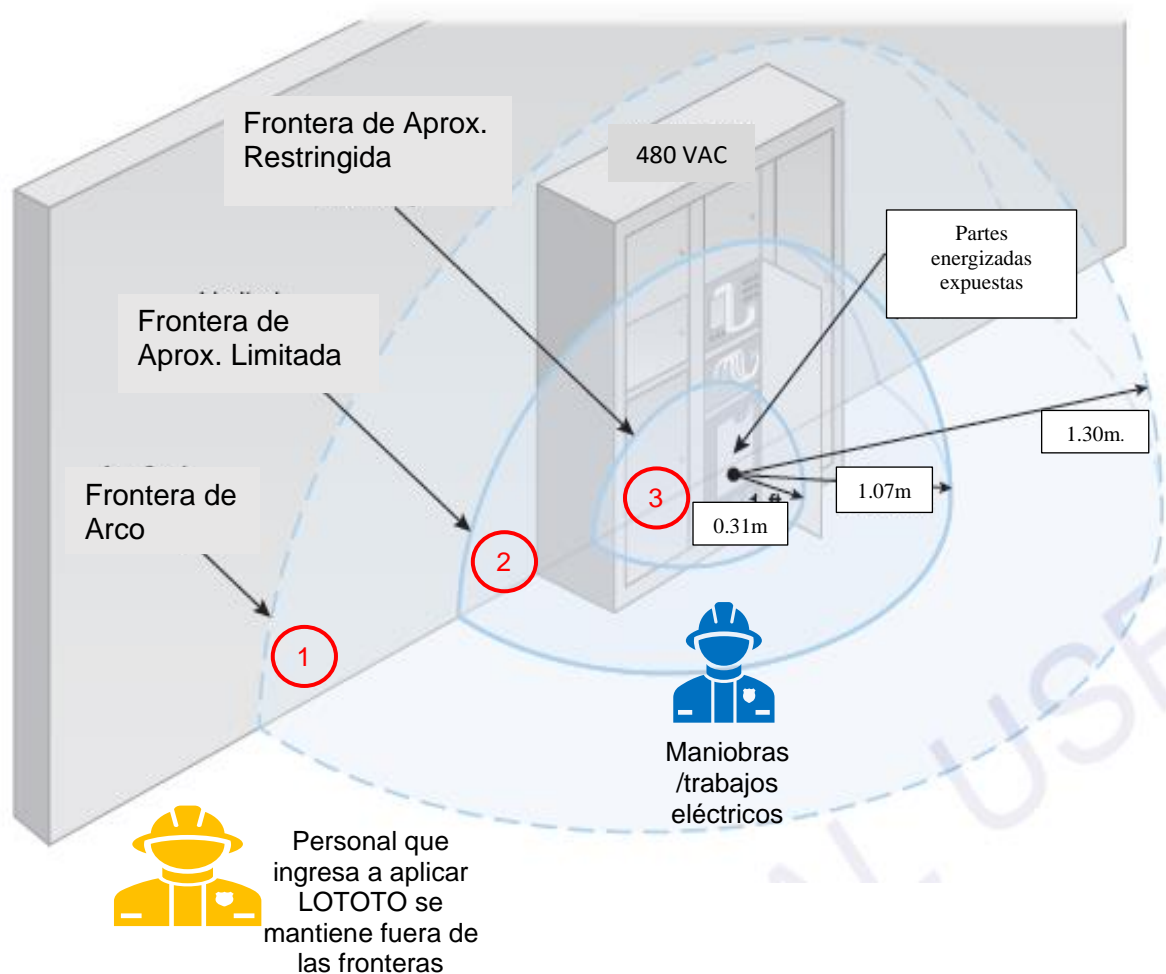 Frontera de Aprox.
Restringida
480 VAC
Partes
energizadas
expuestas
Frontera de
Aprox. Limitada
1.30m.
Frontera de
Arco
3
1.07m
0.31m
2
1
Maniobras
/trabajos
eléctricos
Personal que
ingresa a aplicar
LOTOTO se
mantiene fuera de
las fronteras